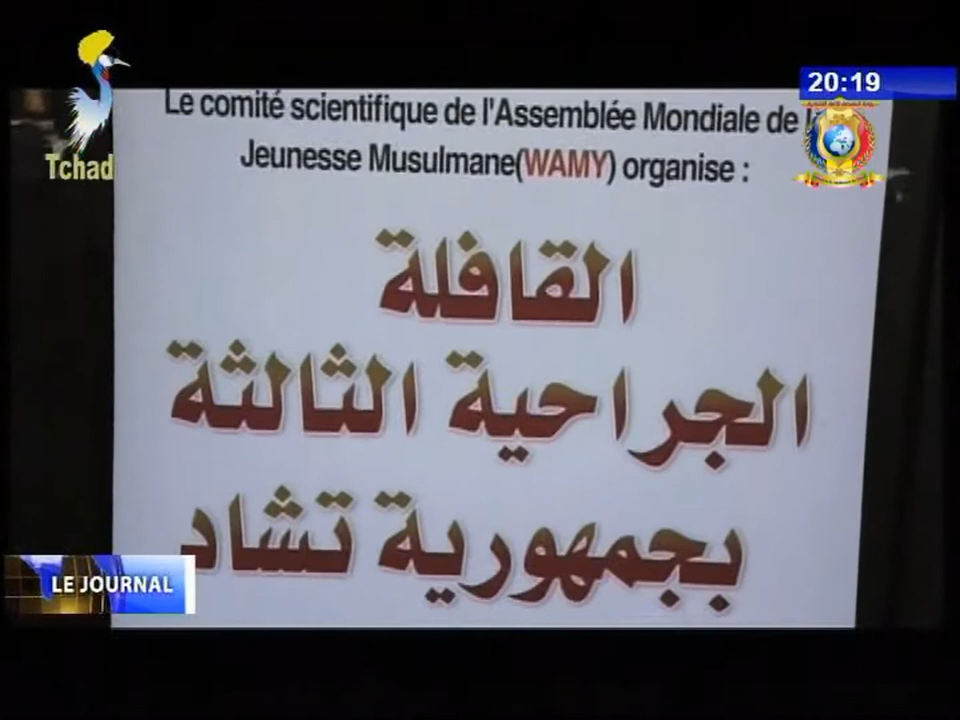 20:19
Tchad
Le comité scientifique de l'Assemblée Mondiale de
Jeunesse Musulmane(WAMY) organise :
القافلة
الجراحية الثالثة
بجمهورية تشاد
LE JOURNAL